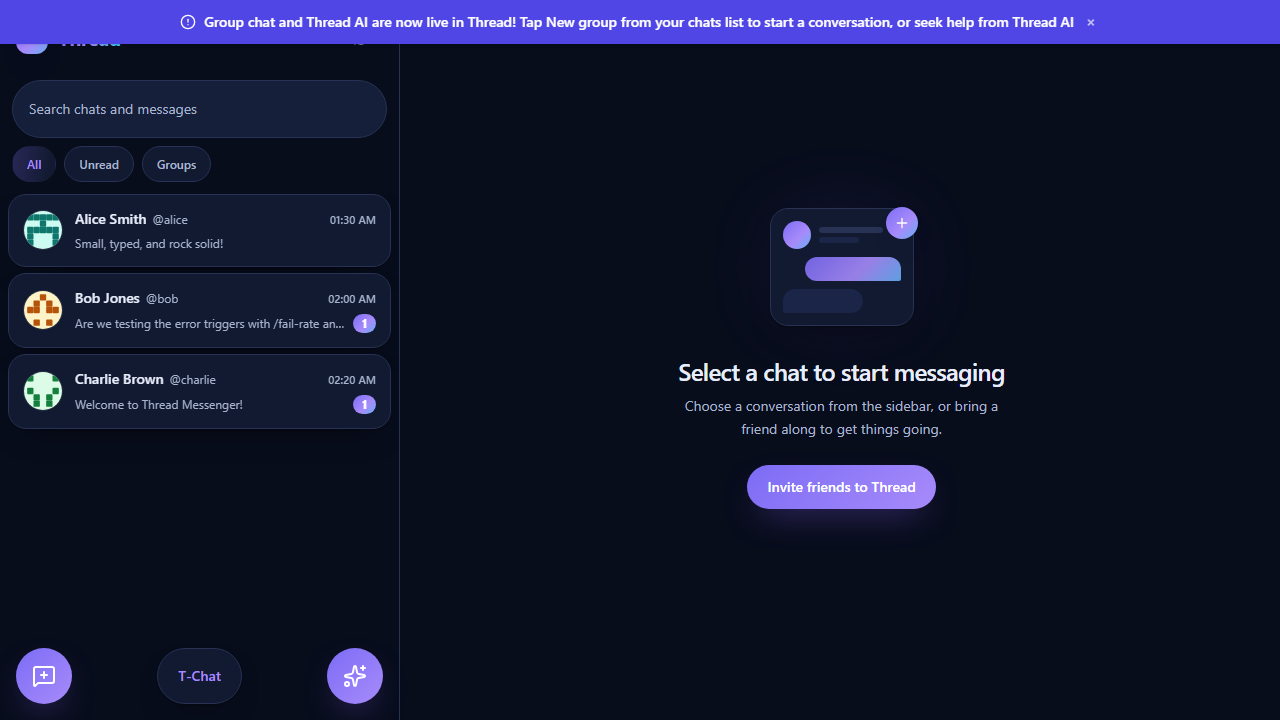 Group chat and Thread AI are now live in Thread! Tap New group from your chats list to start a conversation, or seek help from Thread AI ×
Search chats and messages
All Unread Groups
Alice Smith @alice 01:30 AM
Small, typed, and rock solid!
Bob Jones @bob 02:00 AM
Are we testing the error triggers with /fail-rate an... 1
Charlie Brown @charlie 02:20 AM
Welcome to Thread Messenger! 1
T-Chat
Select a chat to start messaging
Choose a conversation from the sidebar, or bring a
friend along to get things going.
Invite friends to Thread